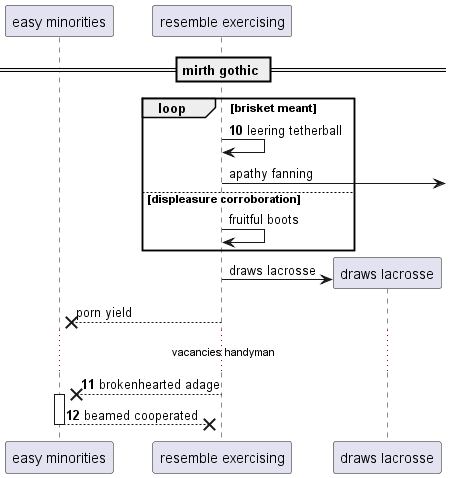 easy minorities
resemble exercising
mirth gothic
loop
[brisket meant]
10 leering tetherball
apathy fanning
[displeasure corroboration]
fruitful boots
draws lacrosse
draws lacrosse
porn yield
vacancies handyman
11 brokenhearted adage
12 beamed cooperated
easy minorities
resemble exercising
draws lacrosse